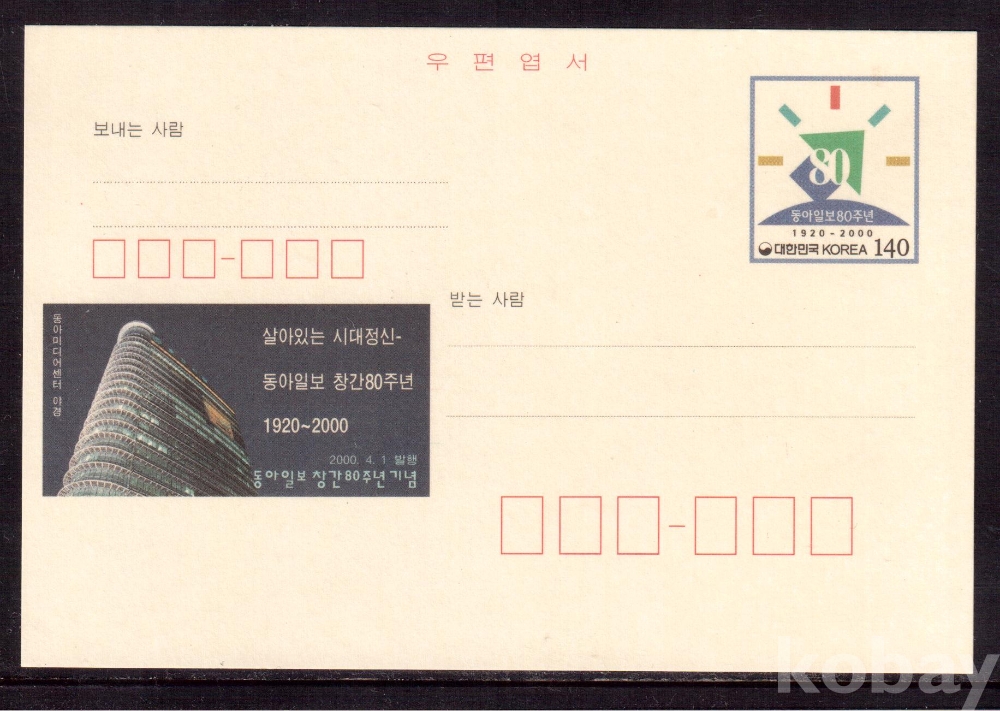 우편엽서
보내는 사람
80
동아일보80주년
1920-2000
대한민국 KOREA 140
받는 사람
동아미디어센터 야경
살아있는 시대정신-
동아일보 창간80주년
1920~2000
2000. 4. 1 발행
동아일보 창간80주년기념
kobay